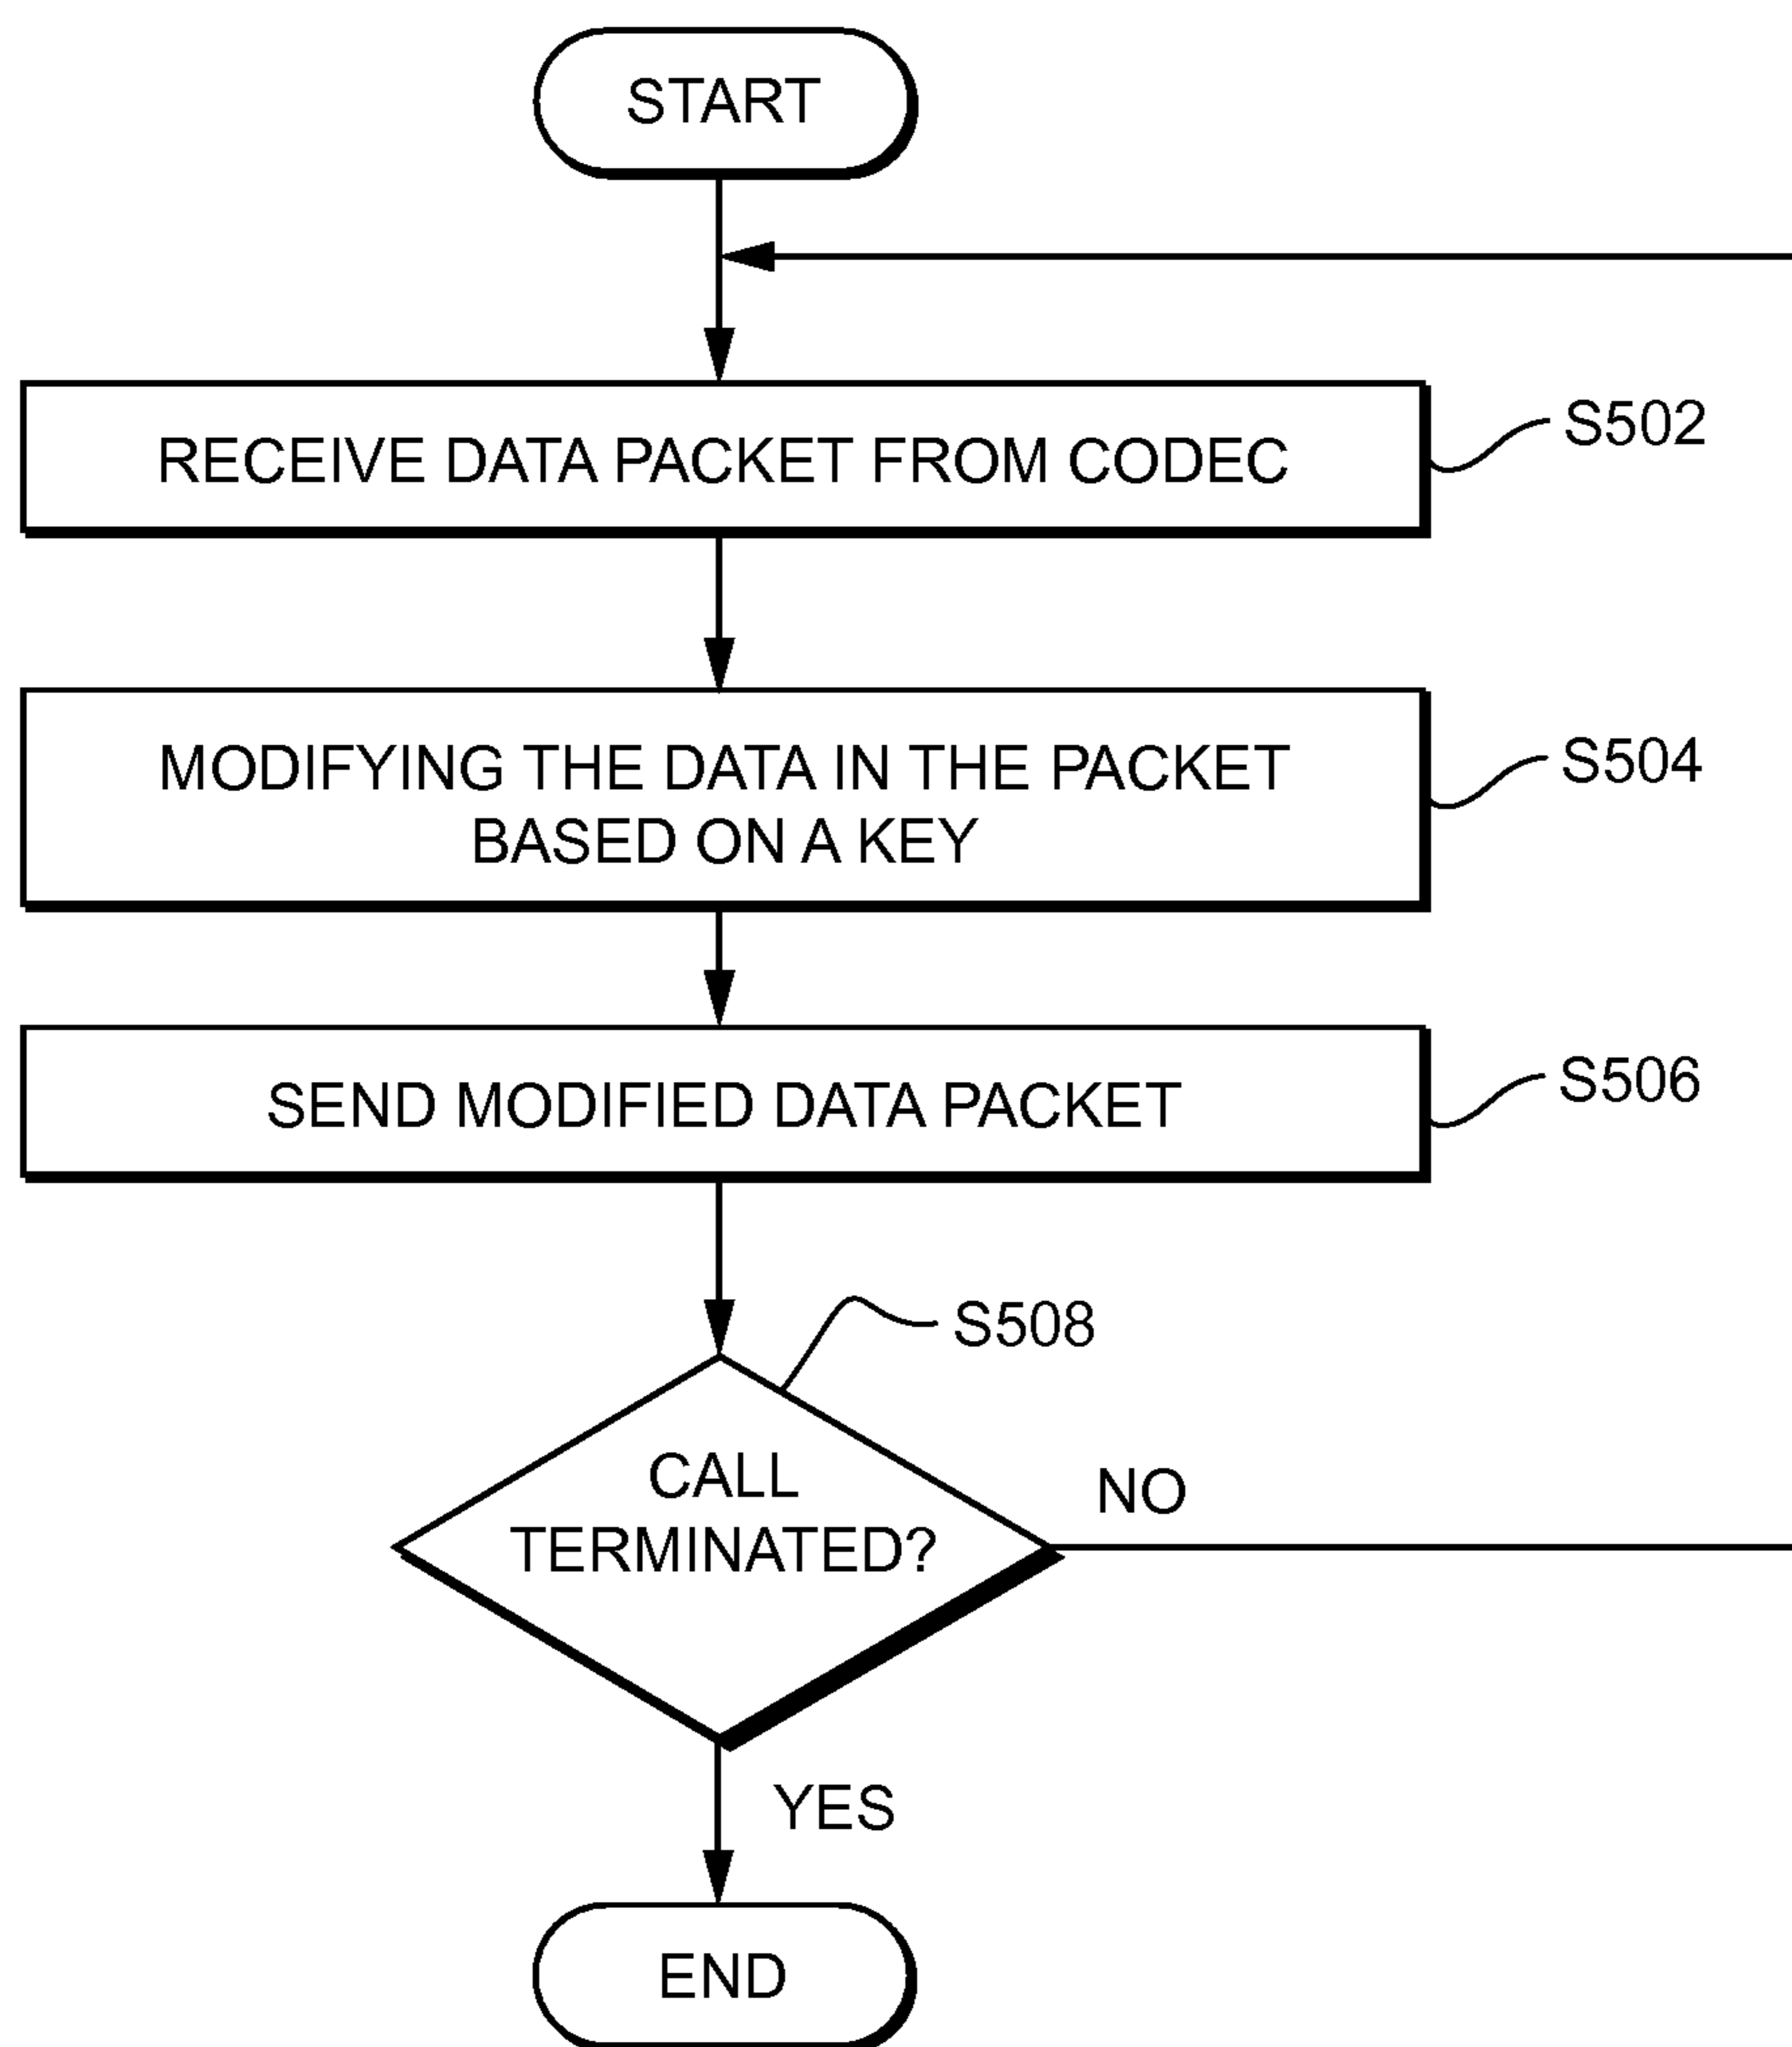 START
RECEIVE DATA PACKET FROM CODEC
S502
MODIFYING THE DATA IN THE PACKET
BASED ON A KEY
S504
SEND MODIFIED DATA PACKET
S506
S508
CALL
TERMINATED?
NO
YES
END